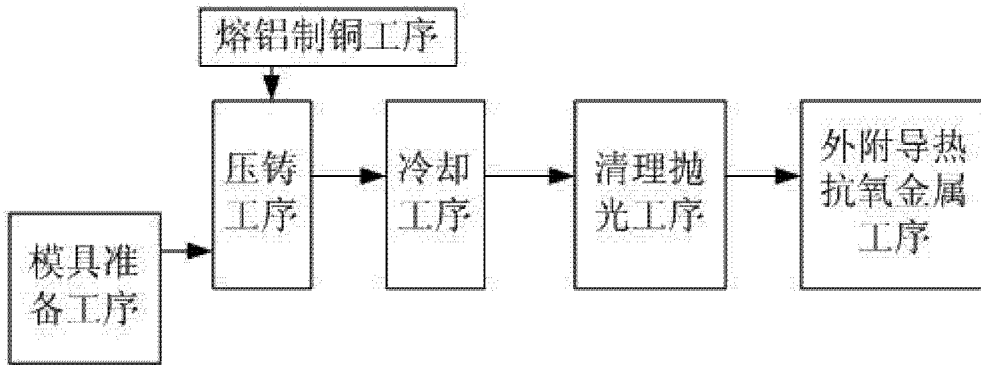 熔铝制铜工序
压铸
工序
冷却
工序
清理抛
光工序
外附导热
抗氧金属
工序
模具准
备工序